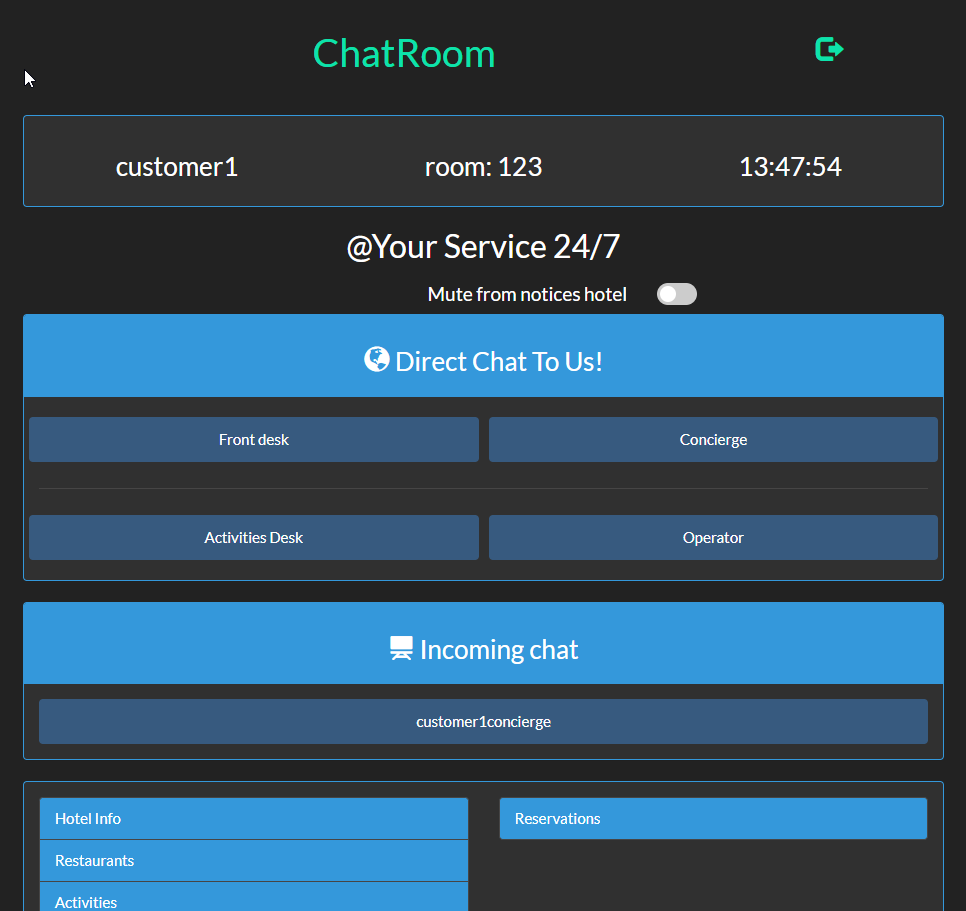 ChatRoom
customer1 room: 123 13:47:54
@Your Service 24/7
Mute from notices hotel
Direct Chat To Us!
Front desk Concierge
Activities Desk Operator
Incoming chat
customer1concierge
Hotel Info Reservations
Restaurants
Activities